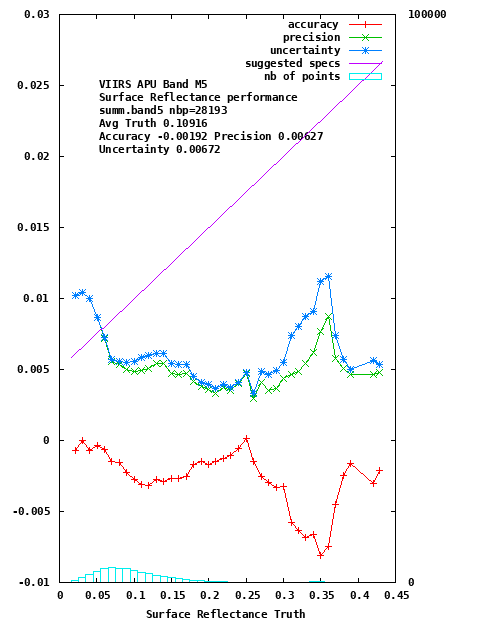 0.03
100000
accuracy
precision
uncertainty
suggested specs
nb of points
0.025
VIIRS APU Band M5
Surface Reflectance performance
summ.band5 nbp=28193
Avg Truth 0.10916
Accuracy -0.00192 Precision 0.00627
Uncertainty 0.00672
0.02
0.015
0.01
0.005
0
-0.005
-0.01
0
0 0.05 0.1 0.15 0.2 0.25 0.3 0.35 0.4 0.45
Surface Reflectance Truth